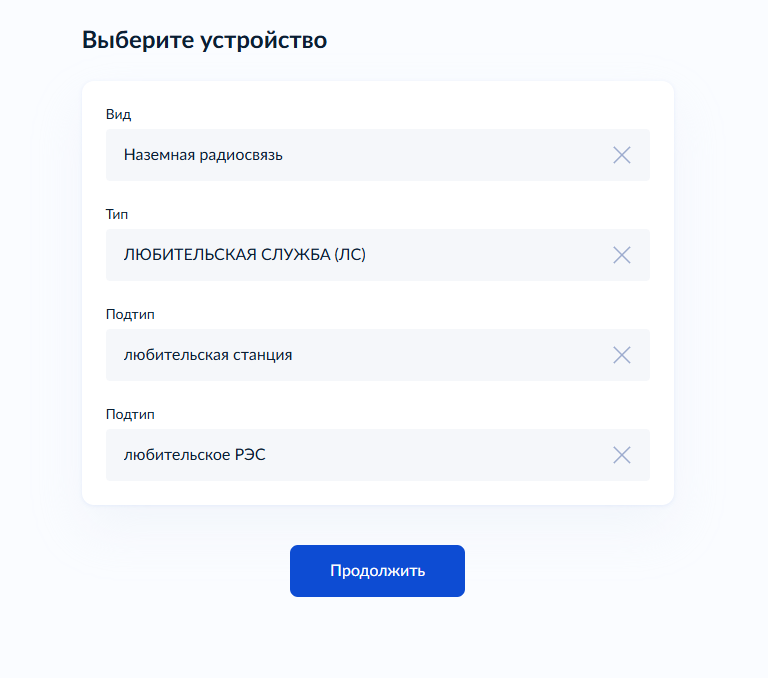 Выберите устройство
Вид
Наземная радиосвязь
Тип
ЛЮБИТЕЛЬСКАЯ СЛУЖБА (ЛС)
Подтип
любительская станция
Подтип
любительское РЭС
Продолжить